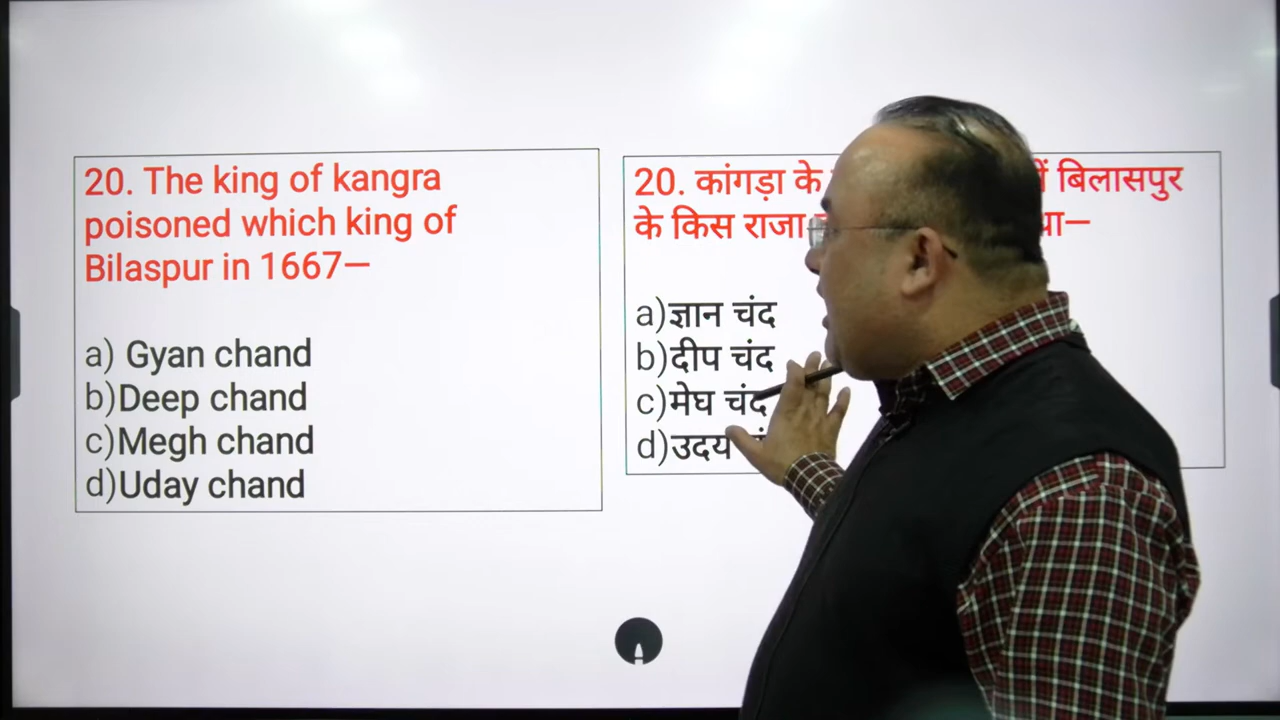 20. The king of kangra
poisoned which king of
Bilaspur in 1667—
a) Gyan chand
b)Deep chand
c)Megh chand
d)Uday chand
20. कांगड़ा के बिलासपुर
के किस राजा था—
a)ज्ञान चंद
b)दीप चंद
c)मेघ चंद
d)उदय